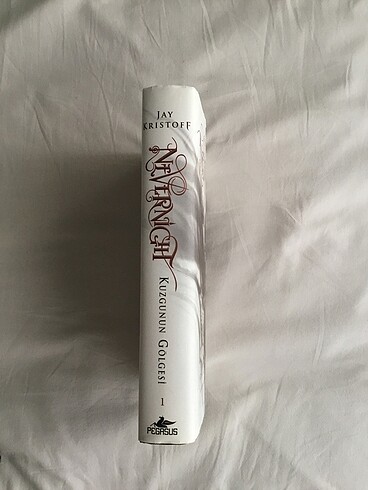 JAY
KRISTOFF
NEVERNIGHT
KUZGUNUN GÖLGESİ
1
PEGASUS